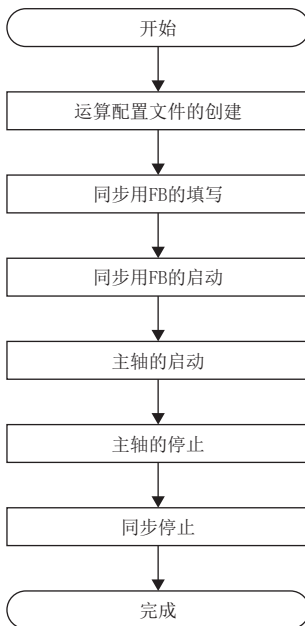 开始
运算配置文件的创建
同步用FB的填写
同步用FB的启动
主轴的启动
主轴的停止
同步停止
完成